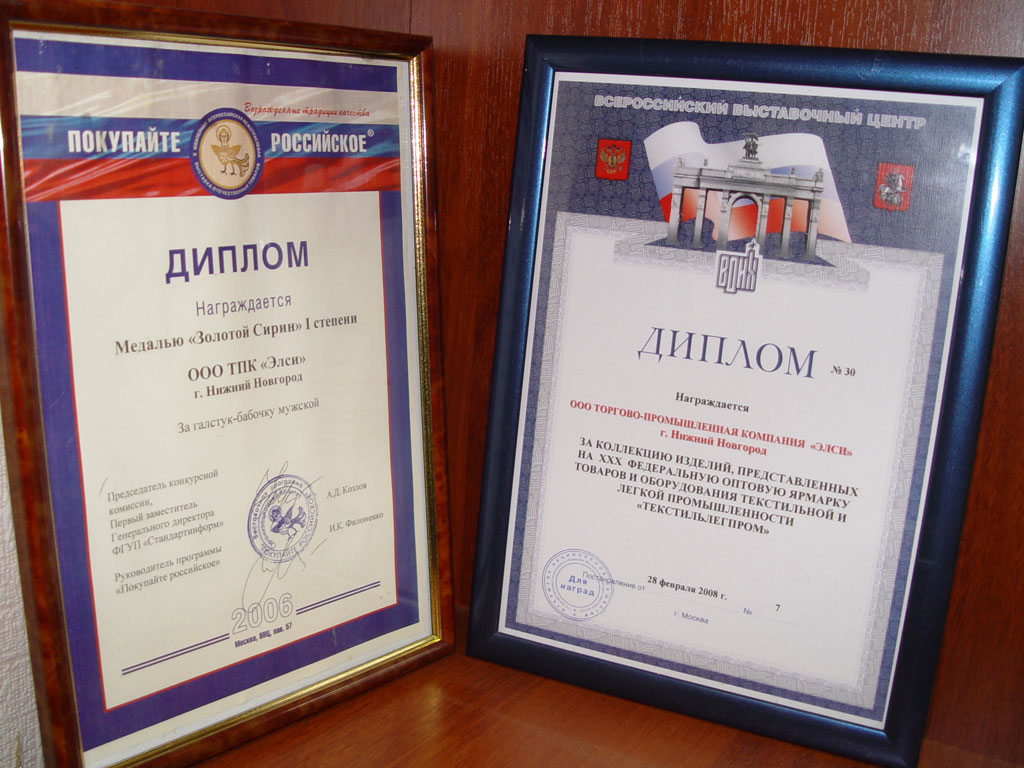 Возрожденные традиции качества
ПОКУПАЙТЕ РОССИЙСКОЕ®
ДИПЛОМ
Награждается
Медалью «Золотой Сирин» I степени
ООО ТПК «Элси»
г. Нижний Новгород
За галстук-бабочку мужской
Председатель конкурсной
комиссии,
Первый заместитель
Генерального директора
ФГУП «Стандартинформ»
А.Д. Козлов
Руководитель программы
«Покупайте российское»
И.К. Филоненко
2006
Москва, ВВЦ, пав. 57
ВСЕРОССИЙСКИЙ ВЫСТАВОЧНЫЙ ЦЕНТР
ВДНХ
ДИПЛОМ № 30
Награждается
ООО ТОРГОВО-ПРОМЫШЛЕННАЯ КОМПАНИЯ «ЭЛСИ»
г. Нижний Новгород
ЗА КОЛЛЕКЦИЮ ИЗДЕЛИЙ, ПРЕДСТАВЛЕННЫХ
НА XXX ФЕДЕРАЛЬНУЮ ОПТОВУЮ ЯРМАРКУ
ТОВАРОВ И ОБОРУДОВАНИЯ ТЕКСТИЛЬНОЙ И
ЛЕГКОЙ ПРОМЫШЛЕННОСТИ
«ТЕКСТИЛЬЛЕГПРОМ»
Для
наград
Постановление от 28 февраля 2008 г. № 7
г. Москва